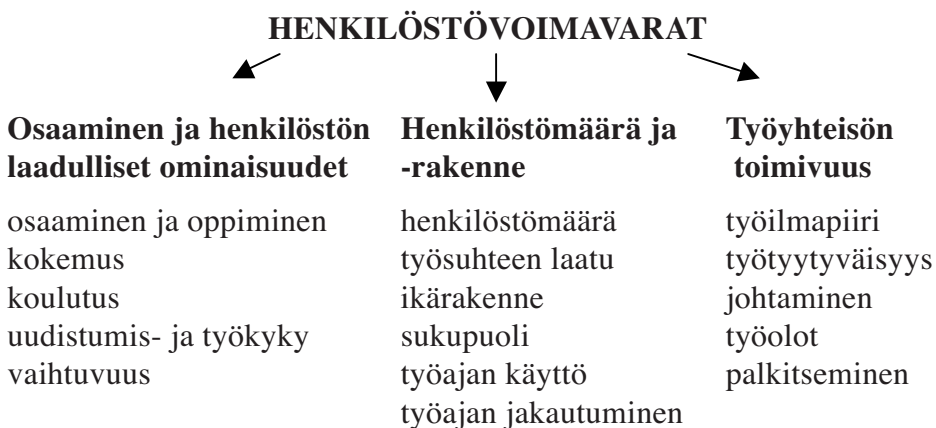 HENKILÖSTÖVOIMAVARAT
Osaaminen ja henkilöstön
laadulliset ominaisuudet
osaaminen ja oppiminen
kokemus
koulutus
uudistumis- ja työkyky
vaihtuvuus
Henkilöstömäärä ja
-rakenne
henkilöstömäärä
työsuhteen laatu
ikärakenne
sukupuoli
työajan käyttö
työajan jakautuminen
Työyhteisön
toimivuus
työilmapiiri
työtyytyväisyys
johtaminen
työolot
palkitseminen